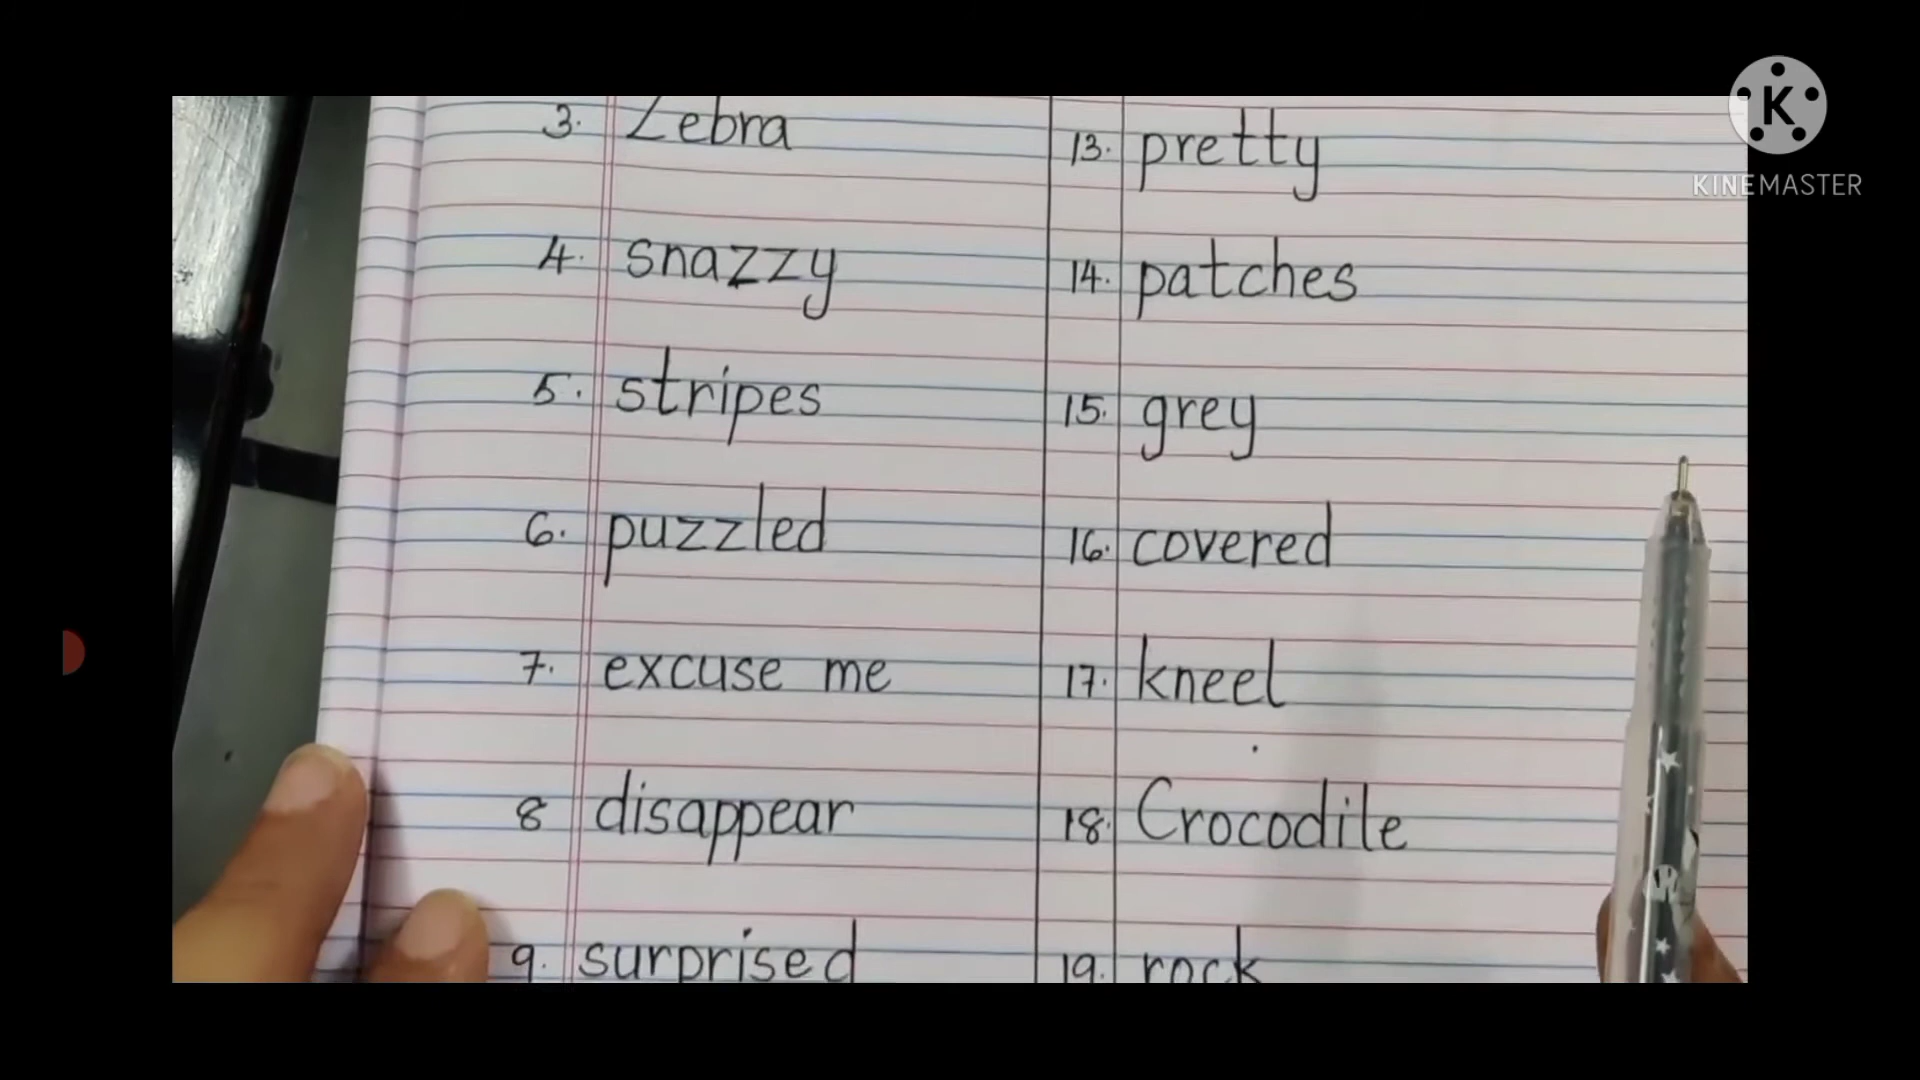 3. Zebra
4. snazzy
5. stripes
6. puzzled
7. excuse me
8 disappear
9. surprised
13. pretty
14. patches
15. grey
16. covered
17. kneel
18. Crocodile
19. rock
K
KINEMASTER